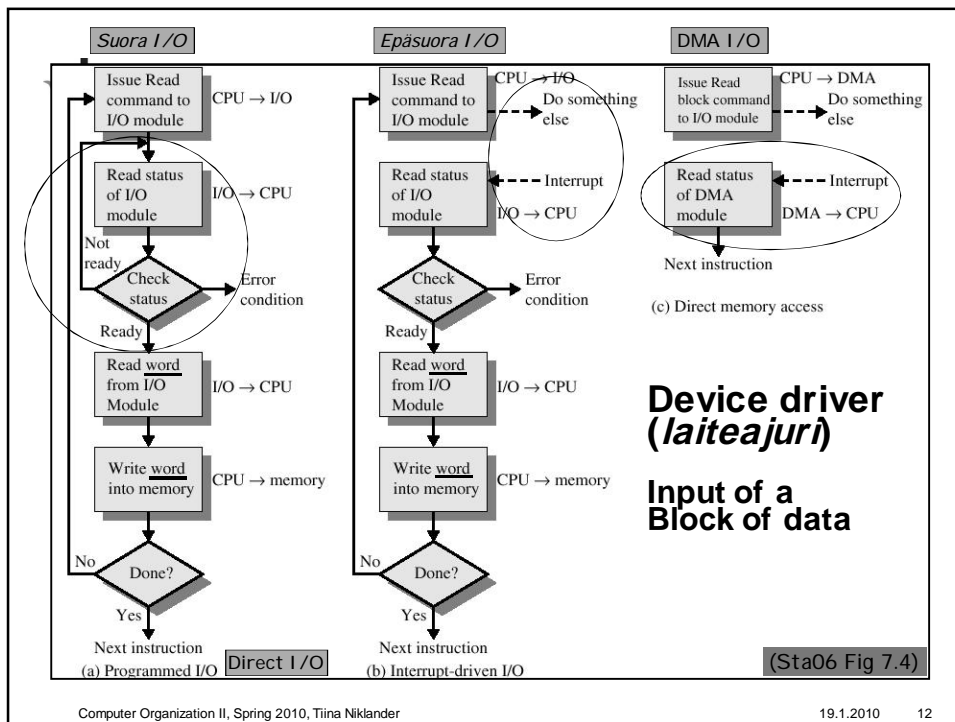 Suora I/O
Issue Read
command to
I/O module
CPU → I/O
Read status
of I/O
module
I/O → CPU
Not
ready
Check
status
Error
condition
Ready
Read word
from I/O
Module
I/O → CPU
Write word
into memory
CPU → memory
No
Done?
Yes
Next instruction
(a) Programmed I/O
Direct I/O
Epäsuora I/O
Issue Read
command to
I/O module
CPU → I/O
Do something
else
Read status
of I/O
module
Interrupt
I/O → CPU
Check
status
Error
condition
Ready
Read word
from I/O
Module
I/O → CPU
Write word
into memory
CPU → memory
No
Done?
Yes
Next instruction
(b) Interrupt-driven I/O
DMA I/O
Issue Read
block command
to I/O module
CPU → DMA
Do something
else
Read status
of DMA
module
Interrupt
DMA → CPU
Next instruction
(c) Direct memory access
Device driver
(laiteajuri)
Input of a
Block of data
(Sta06 Fig 7.4)
Computer Organization II, Spring 2010, Tiina Niklander
19.1.2010
12